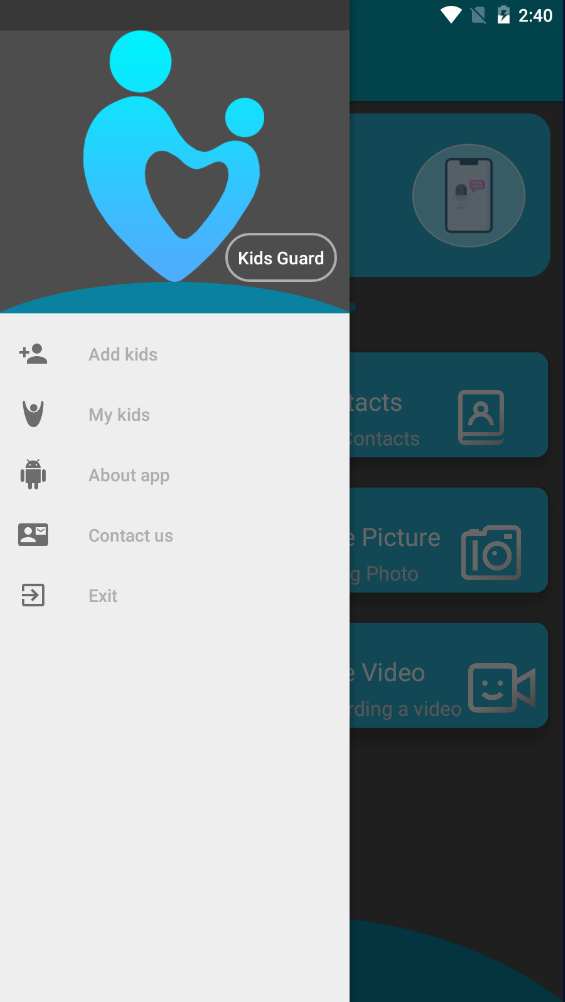 2:40
Kids Guard
Add kids
My kids
About app
Contact us
Exit
tacts
Contacts
e Picture
g Photo
e Video
rding a video